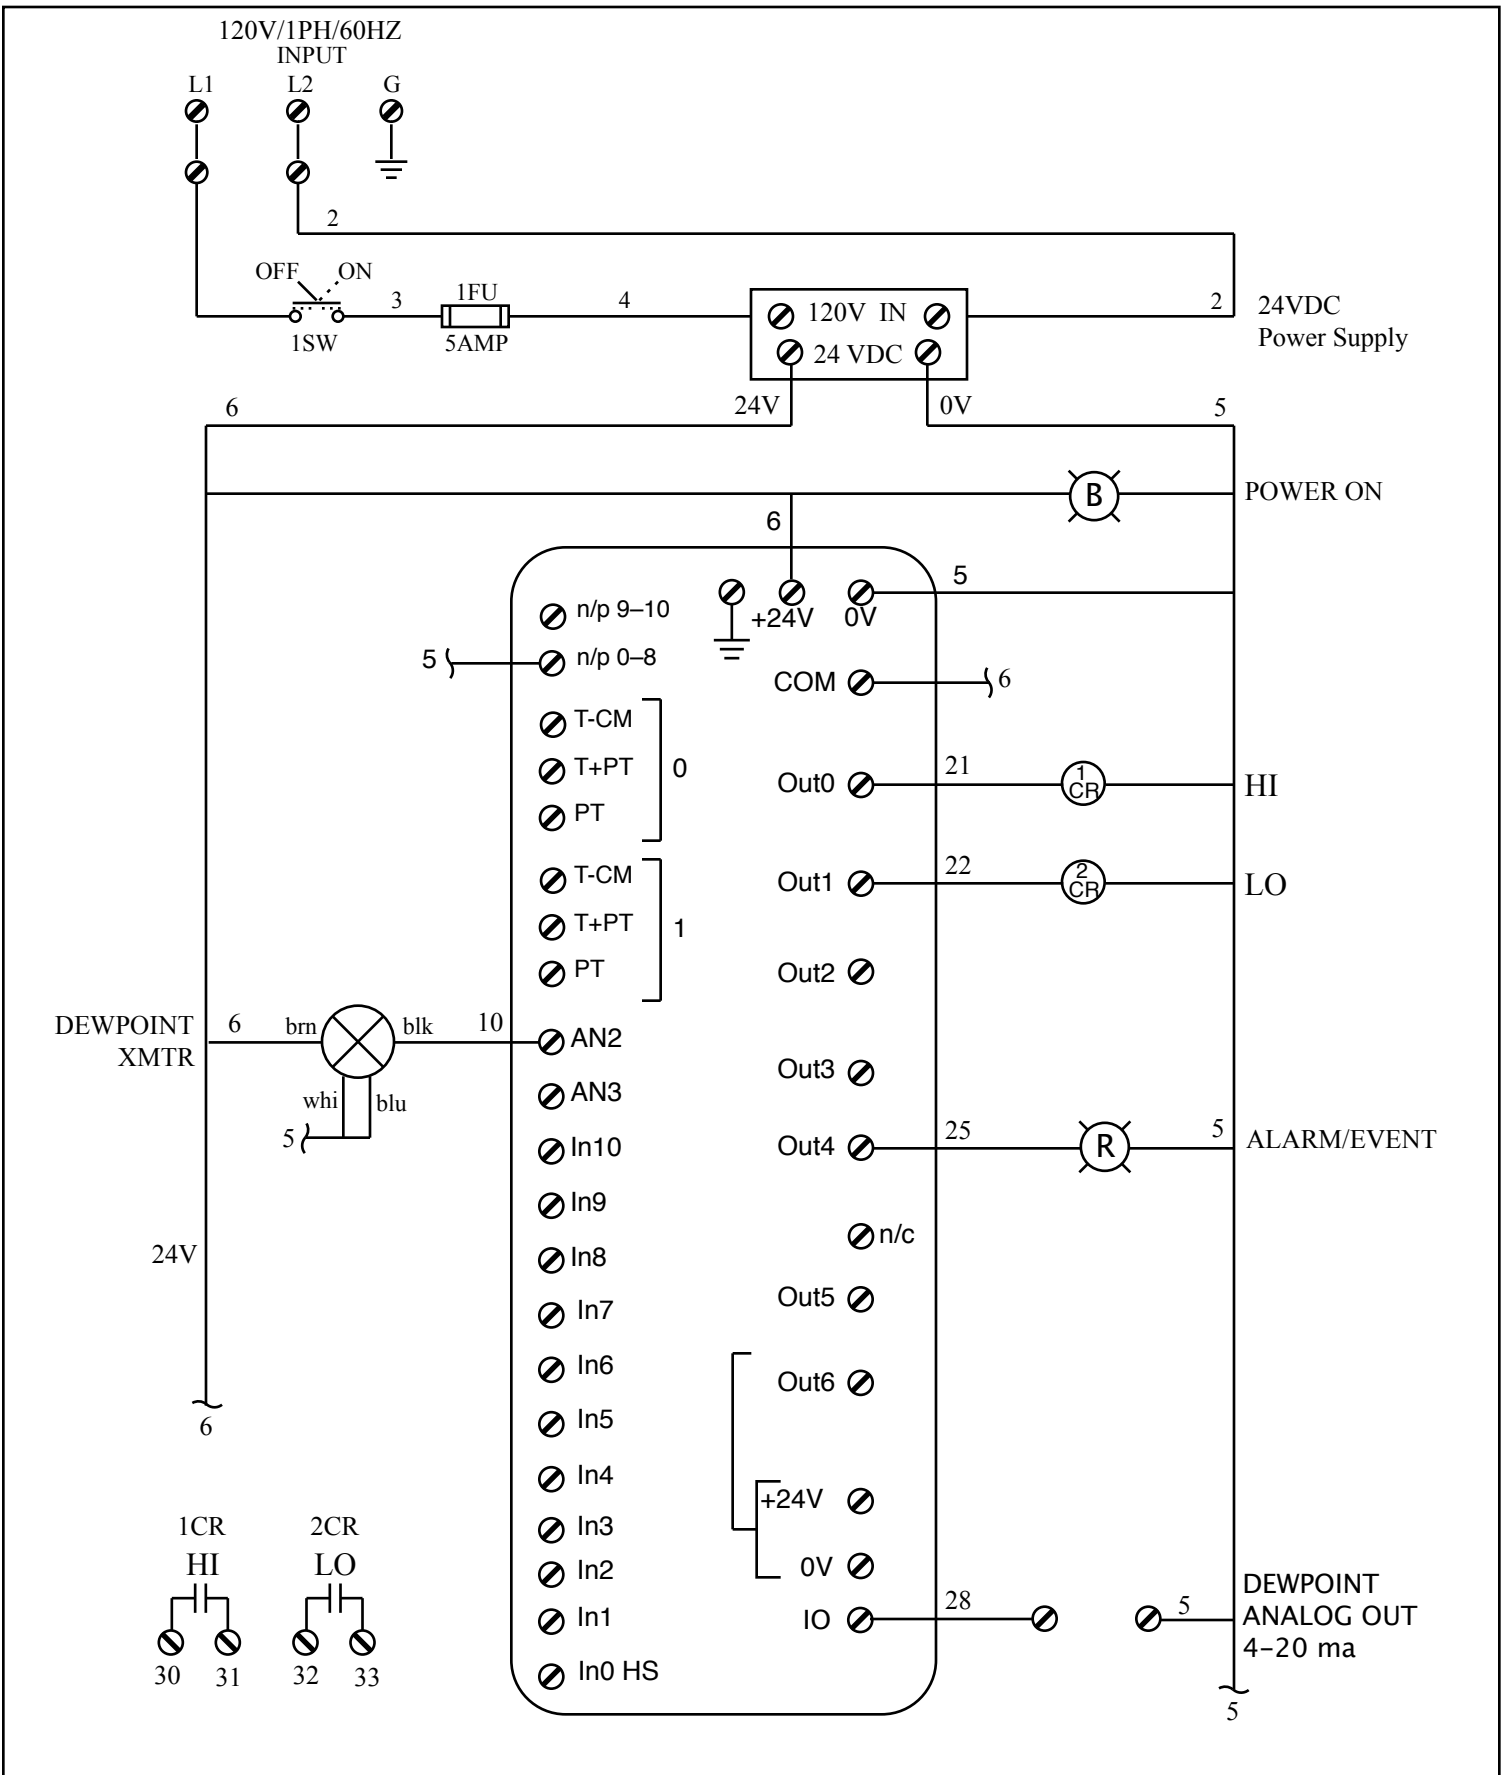 120V/1PH/60HZ
INPUT
L1
L2
G
2
OFF
ON
3
1FU
4
1SW
5AMP
120V IN
24 VDC
2
24VDC
Power Supply
24V
0V
6
5
B
POWER ON
6
5
+24V
0V
n/p 9–10
5
n/p 0–8
COM
6
T-CM
T+PT
PT
0
Out0
21
1
CR
HI
T-CM
T+PT
PT
1
Out1
22
2
CR
LO
Out2
DEWPOINT
XMTR
6
brn
blk
10
whi
blu
5
AN2
AN3
Out3
In10
Out4
25
R
5
ALARM/EVENT
In9
n/c
In8
24V
Out5
In7
In6
Out6
In5
6
In4
+24V
In3
In2
0V
In1
IO
28
5
DEWPOINT
ANALOG OUT
4–20 ma
In0 HS
5
1CR
HI
30
31
2CR
LO
32
33